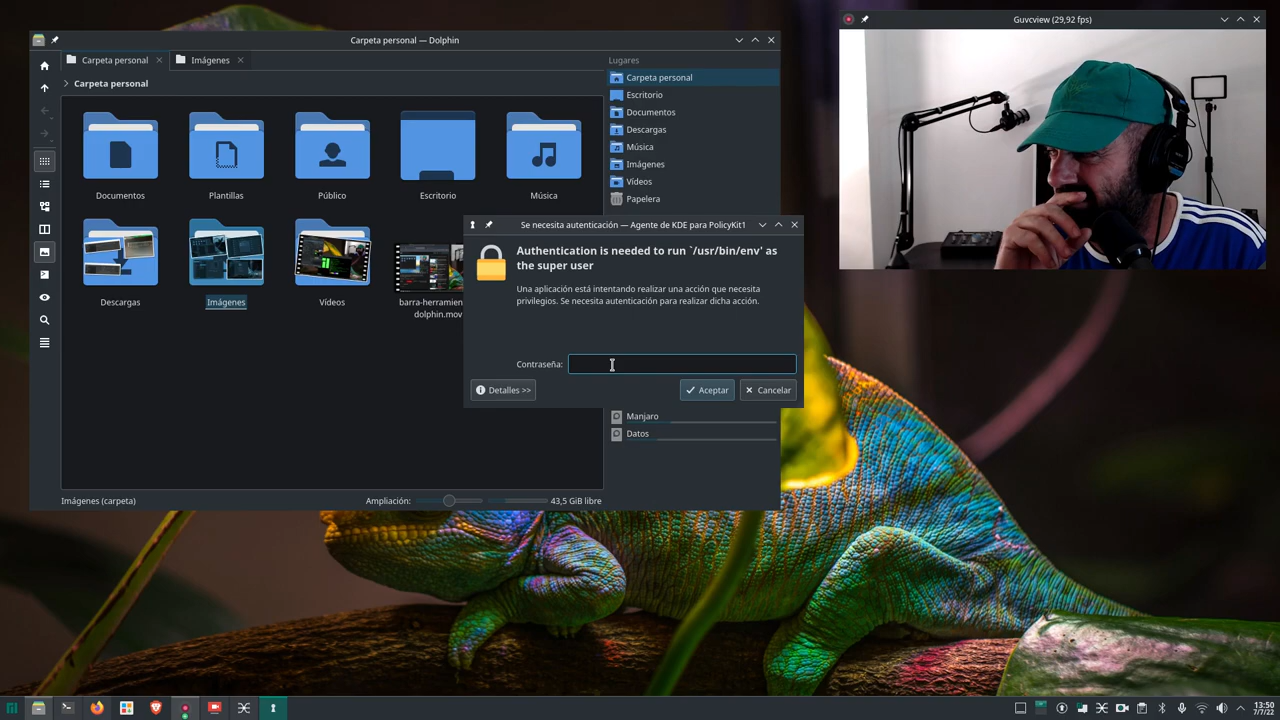 Carpeta personal — Dolphin
Carpeta personal
Imágenes
Carpeta personal
Documentos
Plantillas
Público
Escritorio
Música
Descargas
Imágenes
Vídeos
barra-herramien
dolphin.mov
Imágenes (carpeta)
Ampliación:
43,5 GiB libre
Lugares
Carpeta personal
Escritorio
Documentos
Descargas
Música
Imágenes
Vídeos
Papelera
Manjaro
Datos
Se necesita autenticación — Agente de KDE para PolicyKit1
Authentication is needed to run `/usr/bin/env' as
the super user
Una aplicación está intentando realizar una acción que necesita
privilegios. Se necesita autenticación para realizar dicha acción.
Contraseña:
Detalles >>
Aceptar
Cancelar
Guvcview (29,92 fps)
13:50
7/7/22